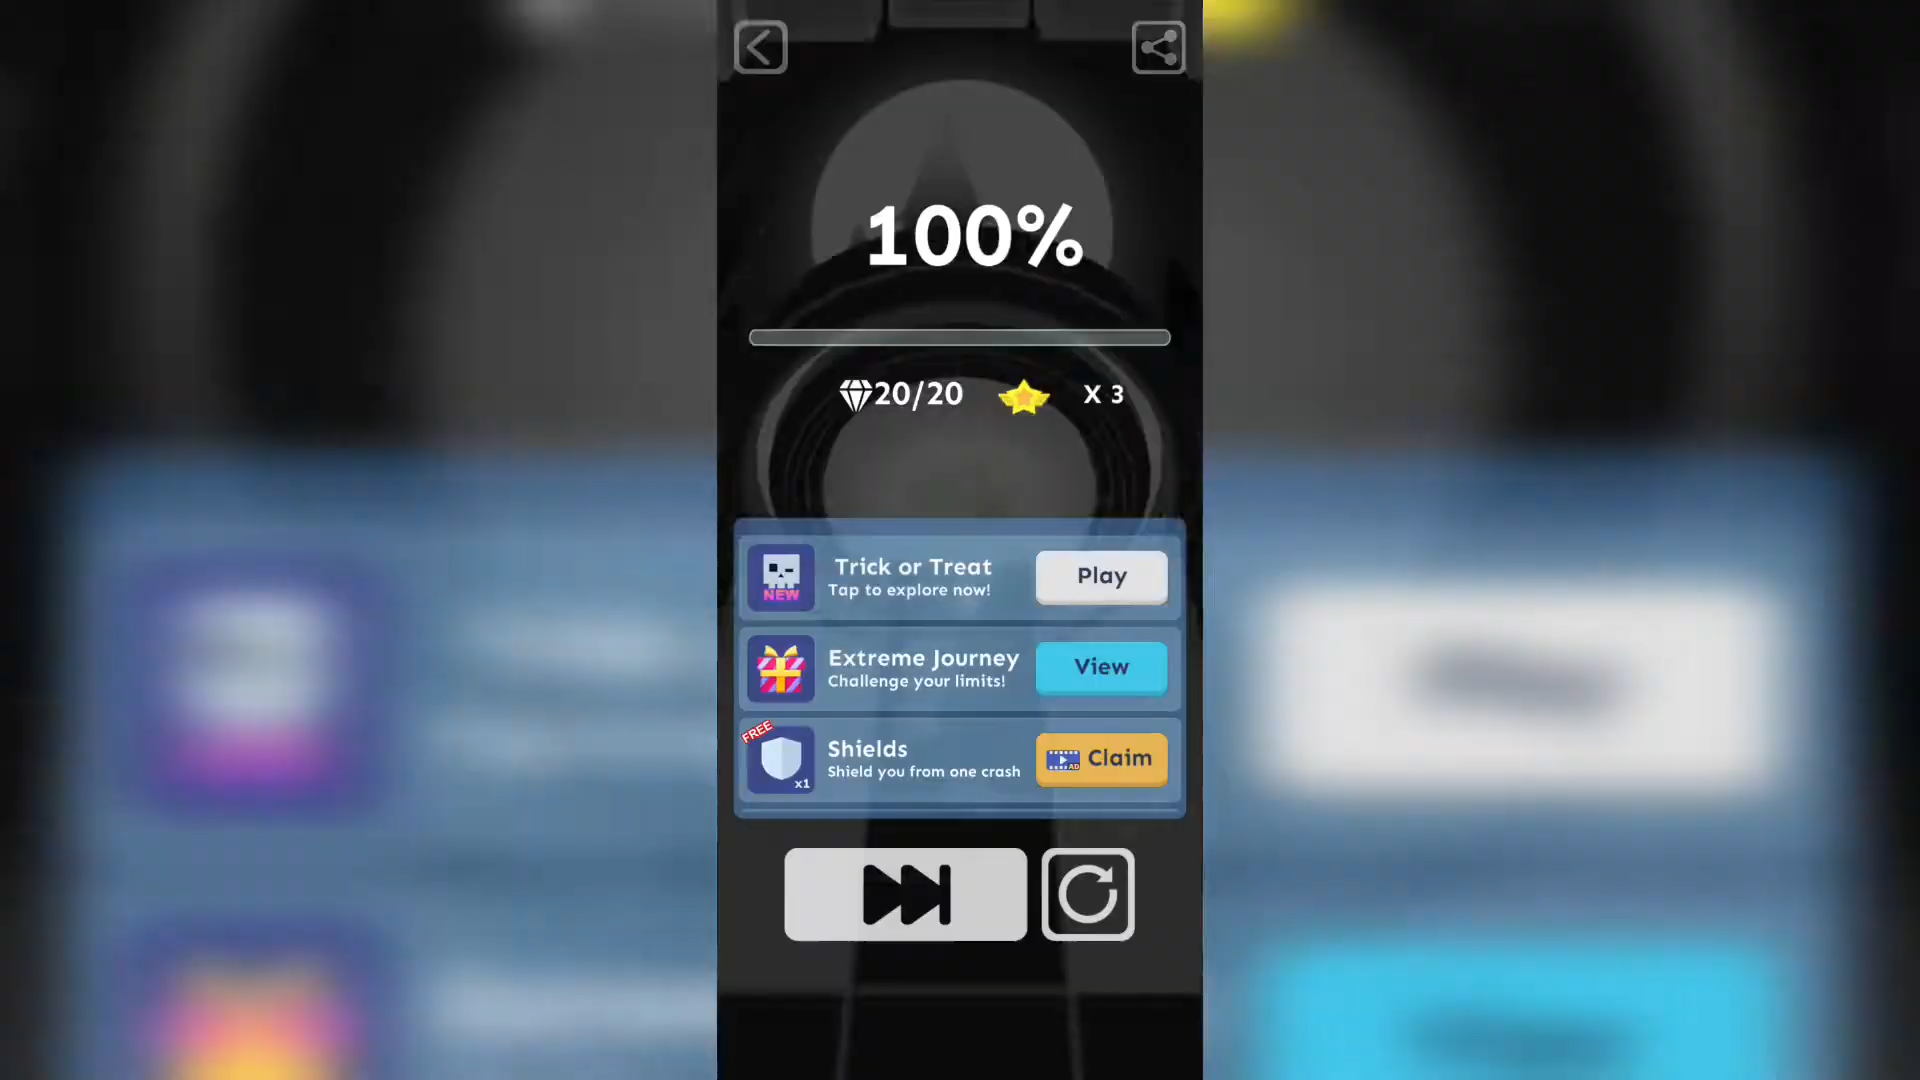 100%
20/20 X 3
NEW
Trick or Treat
Tap to explore now!
Play
Extreme Journey
Challenge your limits!
View
FREE
x1
Shields
Shield you from one crash
AD
Claim